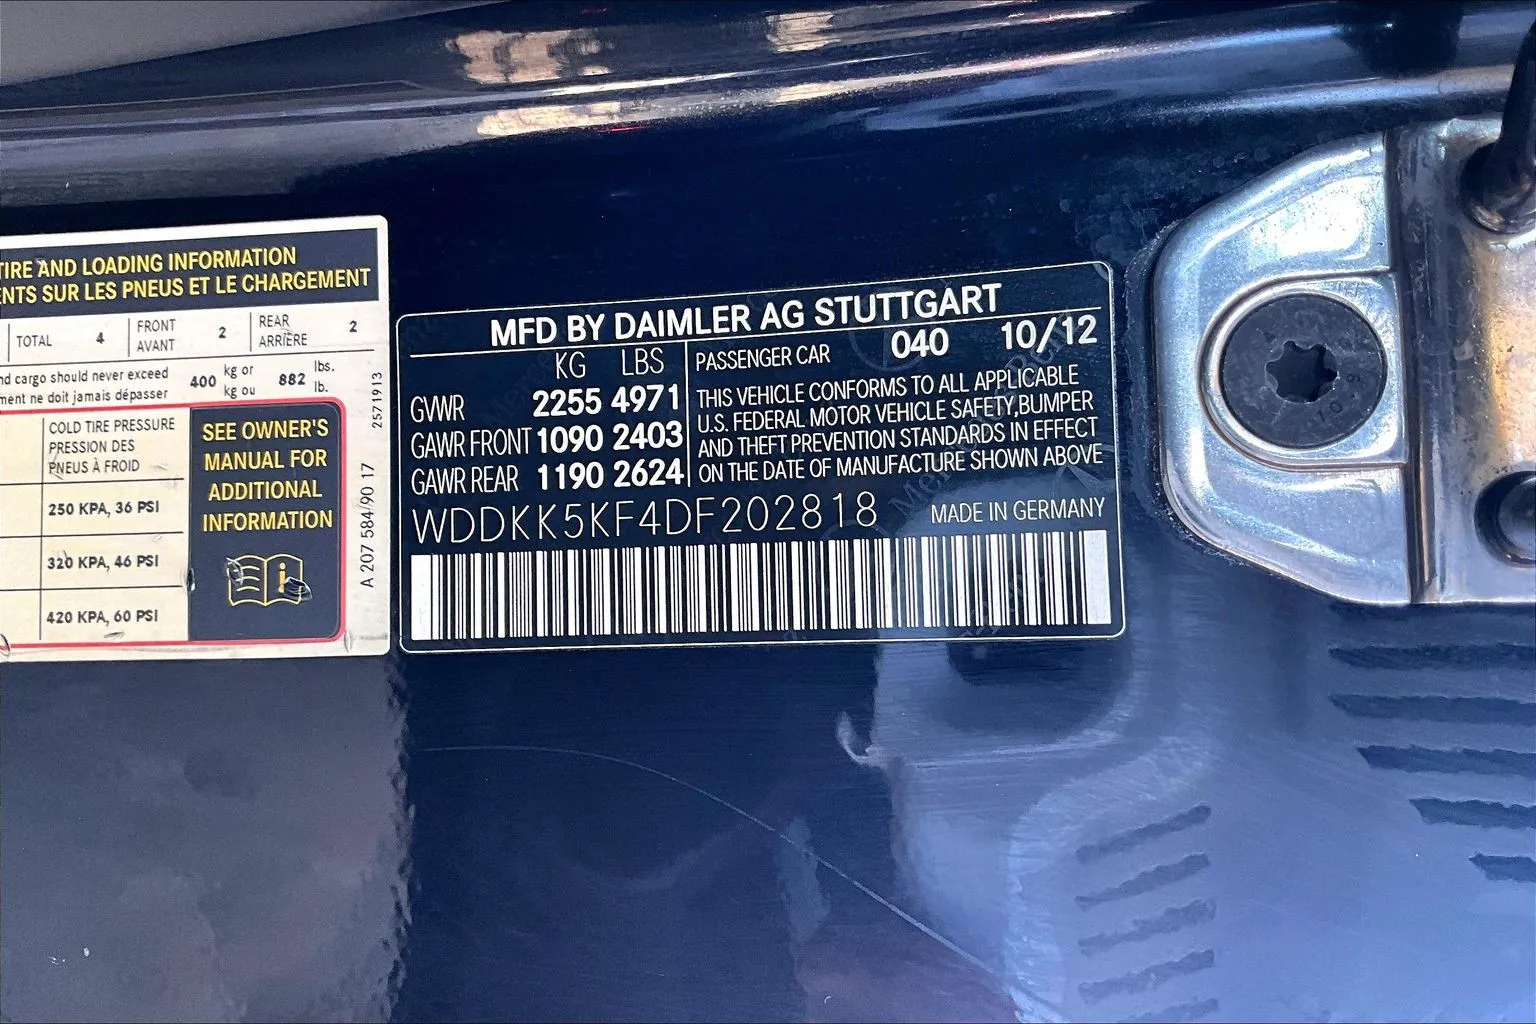 TIRE AND LOADING INFORMATION
ENTS SUR LES PNEUS ET LE CHARGEMENT
TOTAL 4 FRONT AVANT 2 REAR ARRIÈRE 2
nd cargo should never exceed 400 kg or 882 lbs.
ment ne doit jamais dépasser kg ou lb.
COLD TIRE PRESSURE
PRESSION DES
PNEUS À FROID
250 KPA, 36 PSI
320 KPA, 46 PSI
420 KPA, 60 PSI
SEE OWNER'S
MANUAL FOR
ADDITIONAL
INFORMATION
2571913
A 207 584/90 17
MFD BY DAIMLER AG STUTTGART
KG LBS
GVWR 2255 4971
GAWR FRONT 1090 2403
GAWR REAR 1190 2624
PASSENGER CAR 040 10/12
THIS VEHICLE CONFORMS TO ALL APPLICABLE
U.S. FEDERAL MOTOR VEHICLE SAFETY,BUMPER
AND THEFT PREVENTION STANDARDS IN EFFECT
ON THE DATE OF MANUFACTURE SHOWN ABOVE
WDDKK5KF4DF202818 MADE IN GERMANY